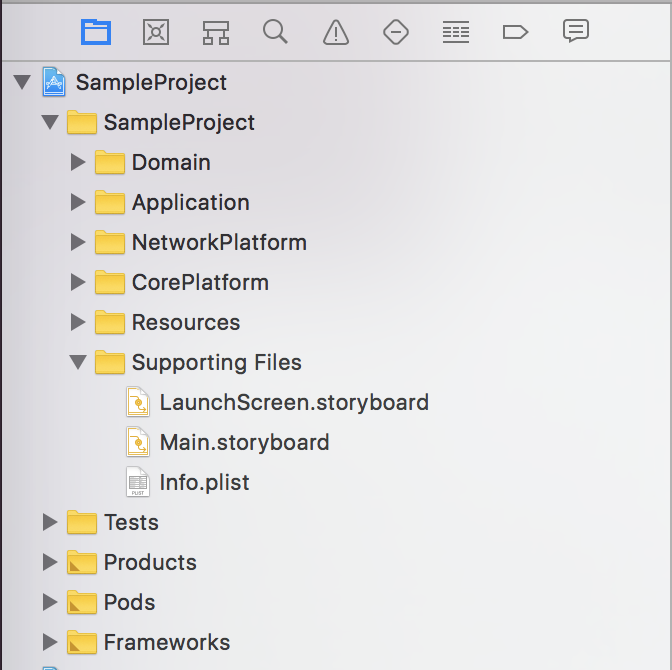 SampleProject
SampleProject
Domain
Application
NetworkPlatform
CorePlatform
Resources
Supporting Files
LaunchScreen.storyboard
Main.storyboard
PLIST Info.plist
Tests
Products
Pods
Frameworks